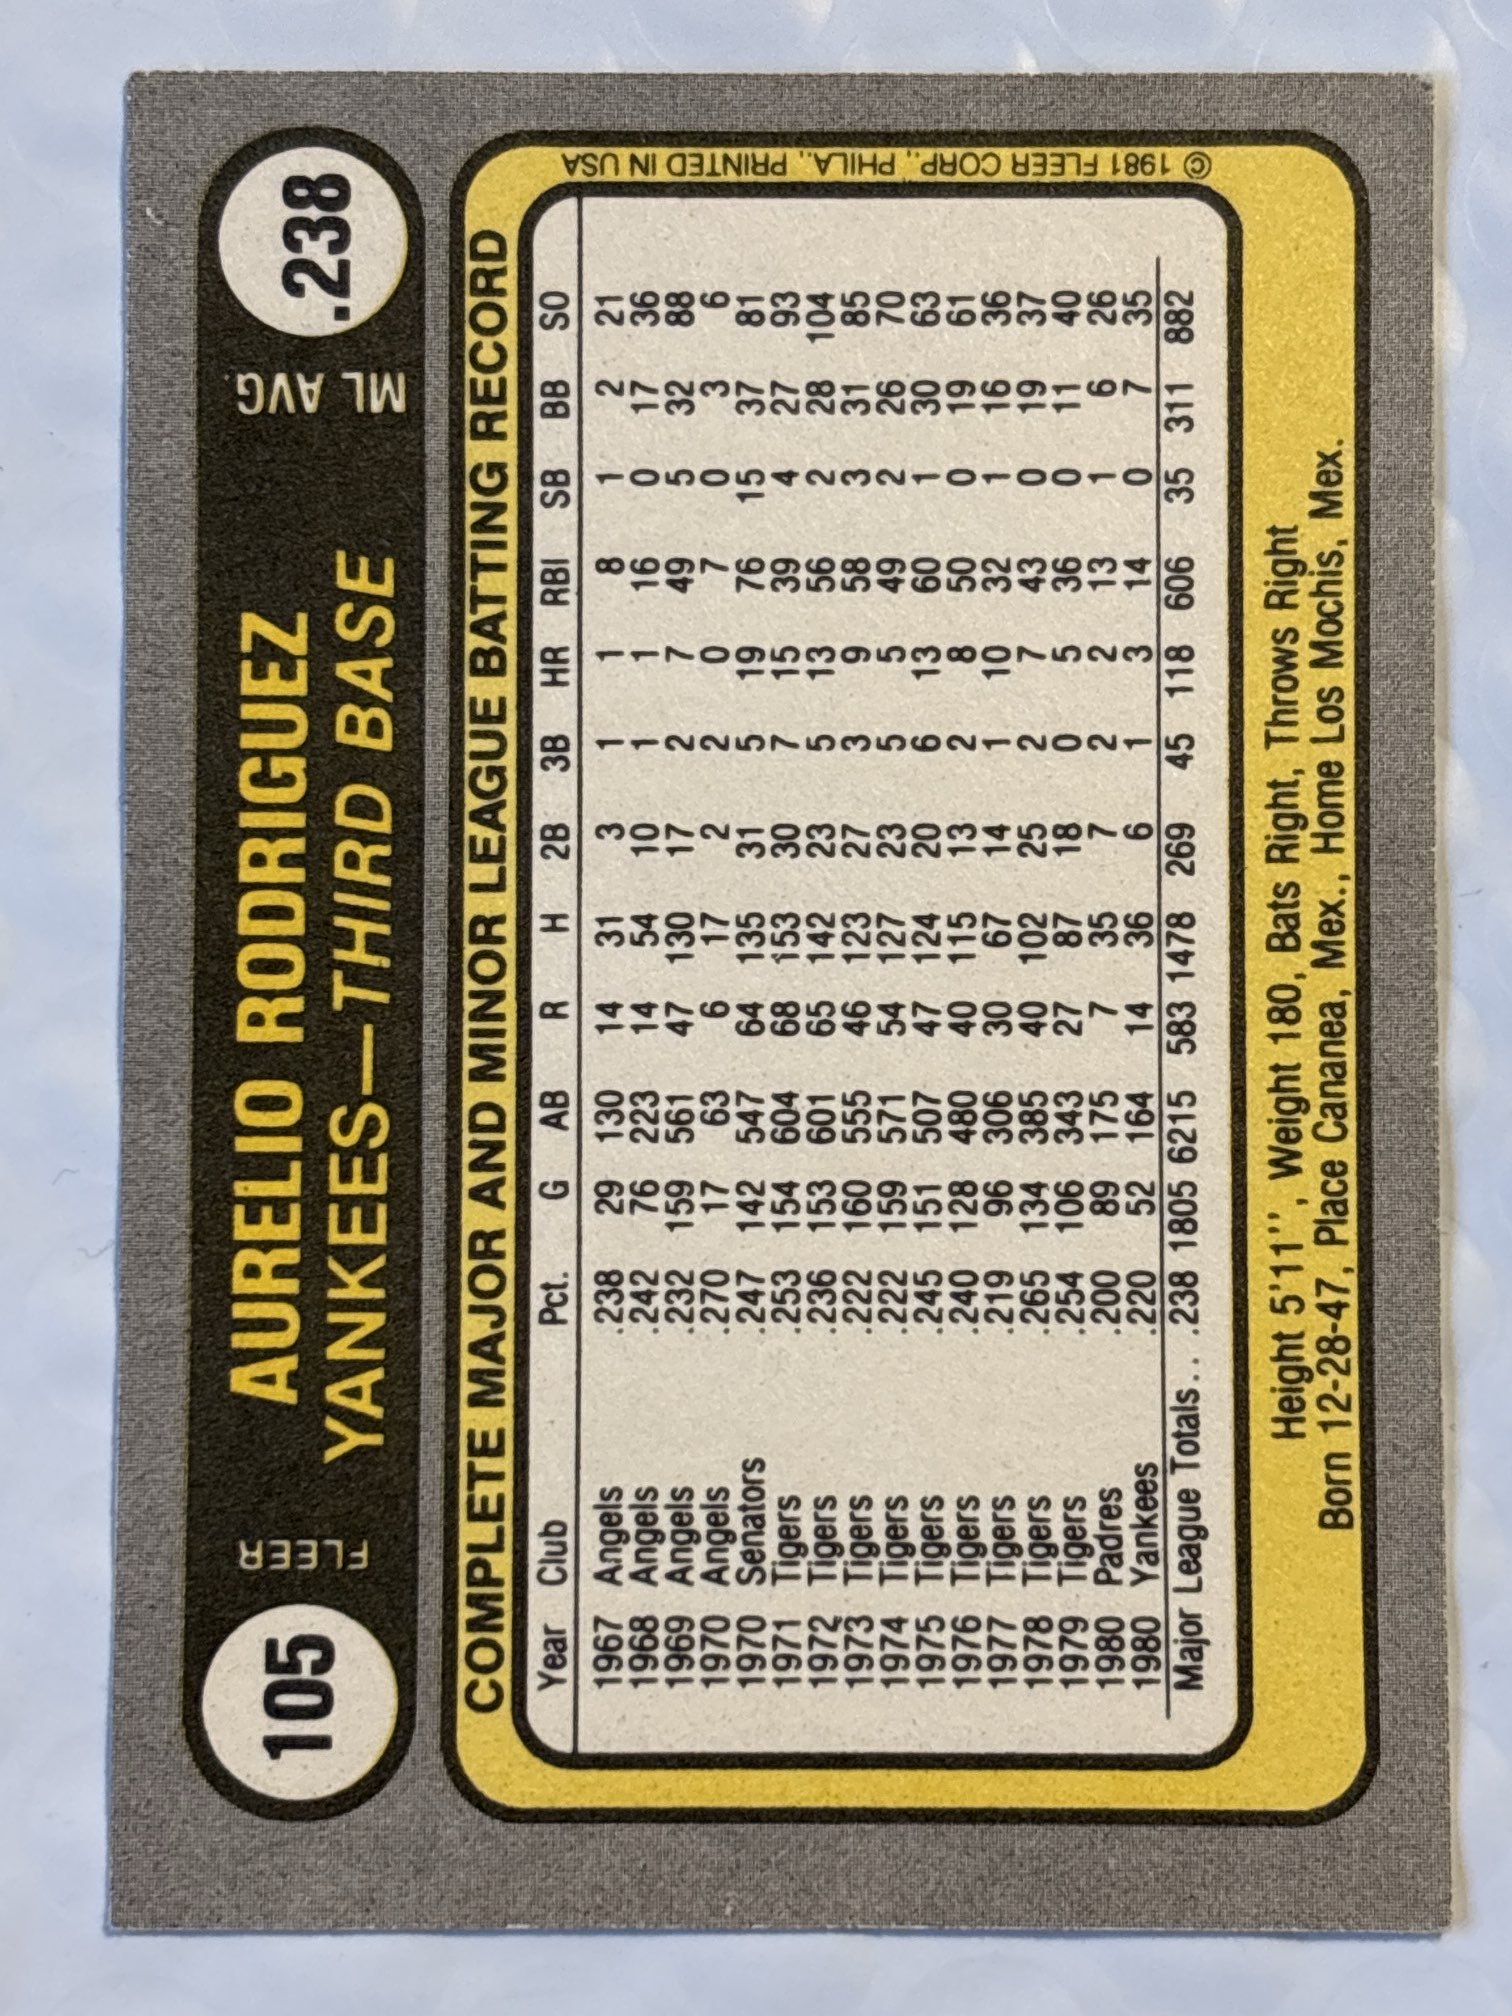 105
FLEER
AURELIO RODRIGUEZ
YANKEES—THIRD BASE
ML AVG.
.238
COMPLETE MAJOR AND MINOR LEAGUE BATTING RECORD
Year Club Pct. G AB R H 2B 3B HR RBI SB BB SO
1967 Angels .238 29 130 14 31 3 1 1 8 1 2 21
1968 Angels .242 76 223 14 54 10 1 1 16 0 17 36
1969 Angels .232 159 561 47 130 17 2 7 49 5 32 88
1970 Angels .270 17 63 6 17 2 2 0 7 0 3 6
1970 Senators .247 142 547 64 135 31 5 19 76 15 37 81
1971 Tigers .253 154 604 68 153 30 7 15 39 4 27 93
1972 Tigers .236 153 601 65 142 23 5 13 56 2 28 104
1973 Tigers .222 160 555 46 123 27 3 9 58 3 31 85
1974 Tigers .222 159 571 54 127 23 5 5 49 2 26 70
1975 Tigers .245 151 507 47 124 20 6 13 60 1 30 63
1976 Tigers .240 128 480 40 115 13 2 8 50 0 19 61
1977 Tigers .219 96 306 30 67 14 1 10 32 1 16 36
1978 Tigers .265 134 385 40 102 25 2 7 43 0 19 37
1979 Tigers .254 106 343 27 87 18 0 5 36 0 11 40
1980 Padres .200 89 175 7 35 7 2 2 13 1 6 26
1980 Yankees .220 52 164 14 36 6 1 3 14 0 7 35
Major League Totals... .238 1805 6215 583 1478 269 45 118 606 35 311 882
Height 5'11'', Weight 180, Bats Right, Throws Right
Born 12-28-47, Place Cananea, Mex., Home Los Mochis, Mex.
© 1981 FLEER CORP., PHILA., PRINTED IN USA